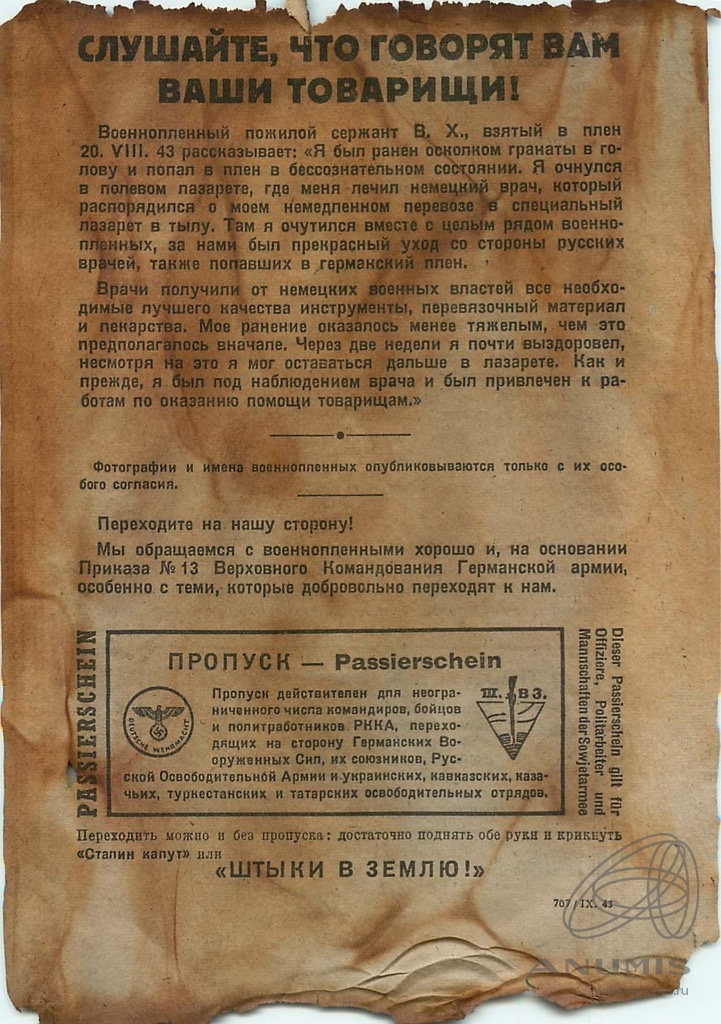 СЛУШАЙТЕ, ЧТО ГОВОРЯТ ВАМ
ВАШИ ТОВАРИЩИ!
Военнопленный пожилой сержант В. Х., взятый в плен
20. VIII. 43 рассказывает: «Я был ранен осколком гранаты в го-
лову и попал в плен в бессознательном состоянии. Я очнулся
в полевом лазарете, где меня лечил немецкий врач, который
распорядился о моем немедленном перевозе в специальный
лазарет в тылу. Там я очутился вместе с целым рядом военно-
пленных, за нами был прекрасный уход со стороны русских
врачей, также попавших в германский плен.
Врачи получили от немецких военных властей все необхо-
димые лучшего качества инструменты, перевязочный материал
и лекарства. Мое ранение оказалось менее тяжелым, чем это
предполагалось вначале. Через две недели я почти выздоровел,
несмотря на это я мог оставаться дальше в лазарете. Как и
прежде, я был под наблюдением врача и был привлечен к ра-
ботам по оказанию помощи товарищам.»
Фотографии и имена военнопленных опубликовываются только с их осо-
бого согласия.
Переходите на нашу сторону!
Мы обращаемся с военнопленными хорошо и, на основании
Приказа № 13 Верховного Командования Германской армии,
особенно с теми, которые добровольно переходят к нам.
PASSIERSCHEIN
ПРОПУСК — Passierschein
DEUTSCHE WEHRMACHT
Пропуск действителен для неогра-
ниченного числа командиров, бойцов
и политработников РККА, перехо-
дящих на сторону Германских Во-
оруженных Сил, их союзников, Рус-
ской Освободительной Армии и украинских, кавказских, каза-
чьих, туркестанских и татарских освободительных отрядов.
Ш. В З.
Dieser Passierschein gilt für
Offiziere, Politarbeiter und
Mannschaften der Sowjetarmee
Переходить можно и без пропуска: достаточно поднять обе руки и крикнуть
«Сталин капут» или
«ШТЫКИ В ЗЕМЛЮ!»
707 / IX. 43
ANUMIS